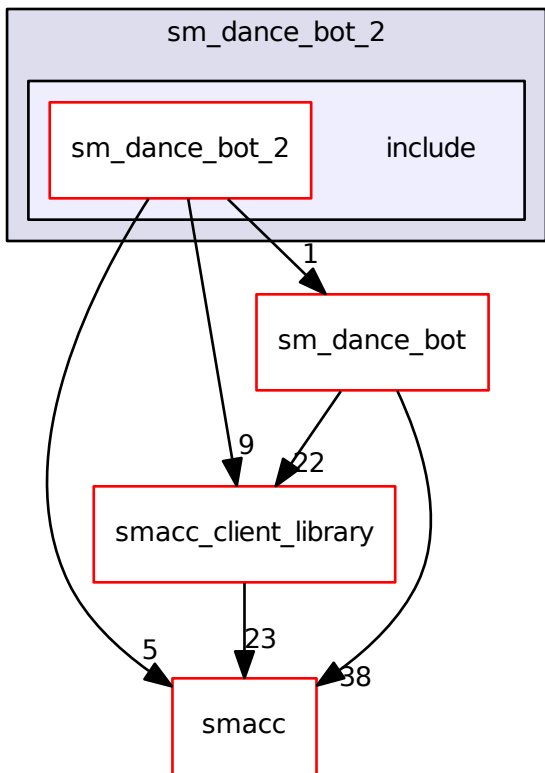 sm_dance_bot_2
sm_dance_bot_2
include
1
sm_dance_bot
9
22
smacc_client_library
23
5
38
smacc